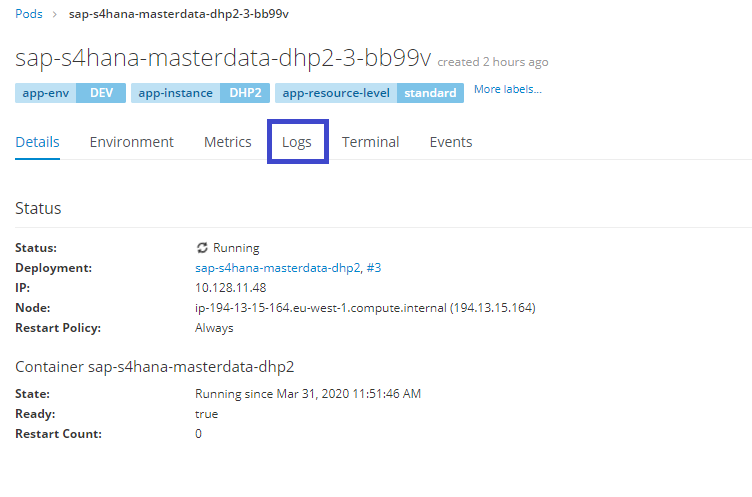 Pods > sap-s4hana-masterdata-dhp2-3-bb99v
sap-s4hana-masterdata-dhp2-3-bb99v created 2 hours ago
app-env DEV app-instance DHP2 app-resource-level standard More labels...
Details Environment Metrics Logs Terminal Events
Status
Status: Running
Deployment: sap-s4hana-masterdata-dhp2, #3
IP: 10.128.11.48
Node: ip-194-13-15-164.eu-west-1.compute.internal (194.13.15.164)
Restart Policy: Always
Container sap-s4hana-masterdata-dhp2
State: Running since Mar 31, 2020 11:51:46 AM
Ready: true
Restart Count: 0